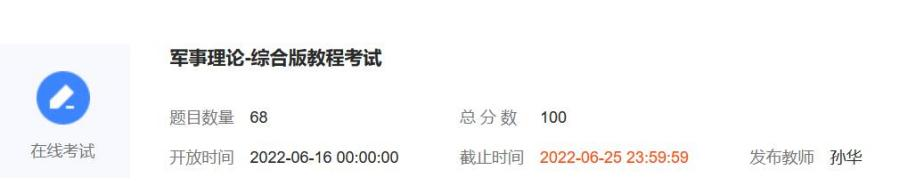 军事理论-综合版教程考试
题目数量 68 总分数 100
在线考试
开放时间 2022-06-16 00:00:00 截止时间 2022-06-25 23:59:59 发布教师 孙华